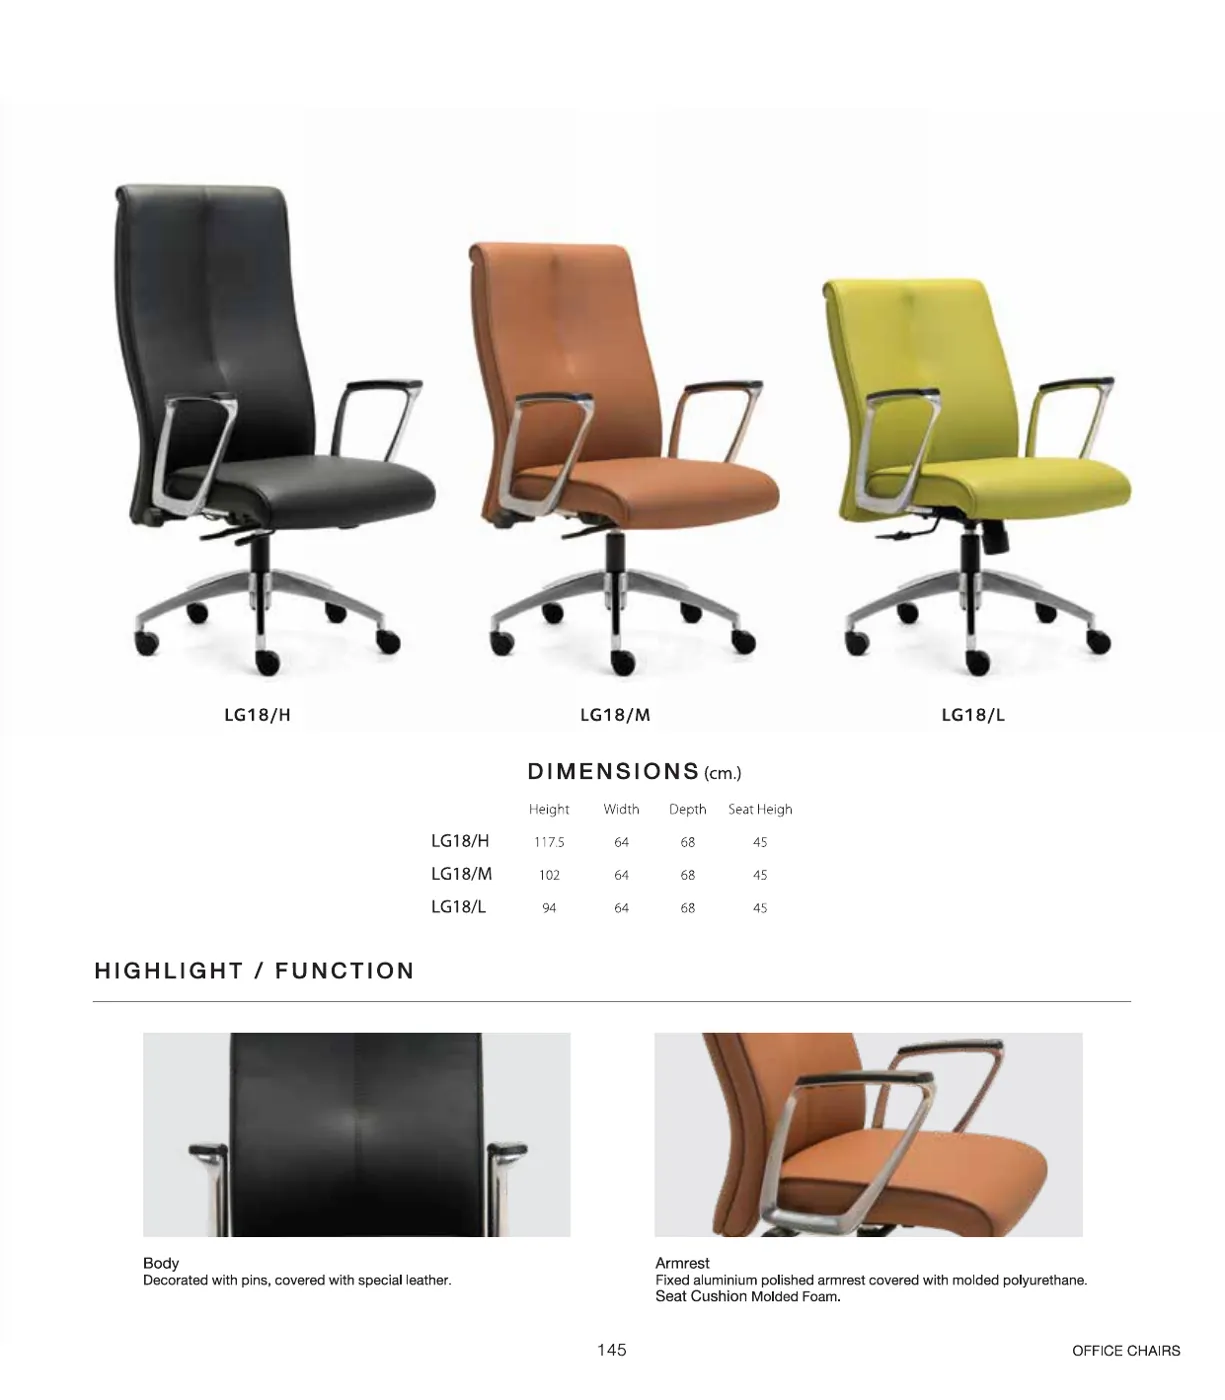 LG18/H LG18/M LG18/L
DIMENSIONS (cm.)
Height Width Depth Seat Heigh
LG18/H 117.5 64 68 45
LG18/M 102 64 68 45
LG18/L 94 64 68 45
HIGHLIGHT / FUNCTION
Body
Decorated with pins, covered with special leather.
Armrest
Fixed aluminium polished armrest covered with molded polyurethane.
Seat Cushion Molded Foam.
145
OFFICE CHAIRS